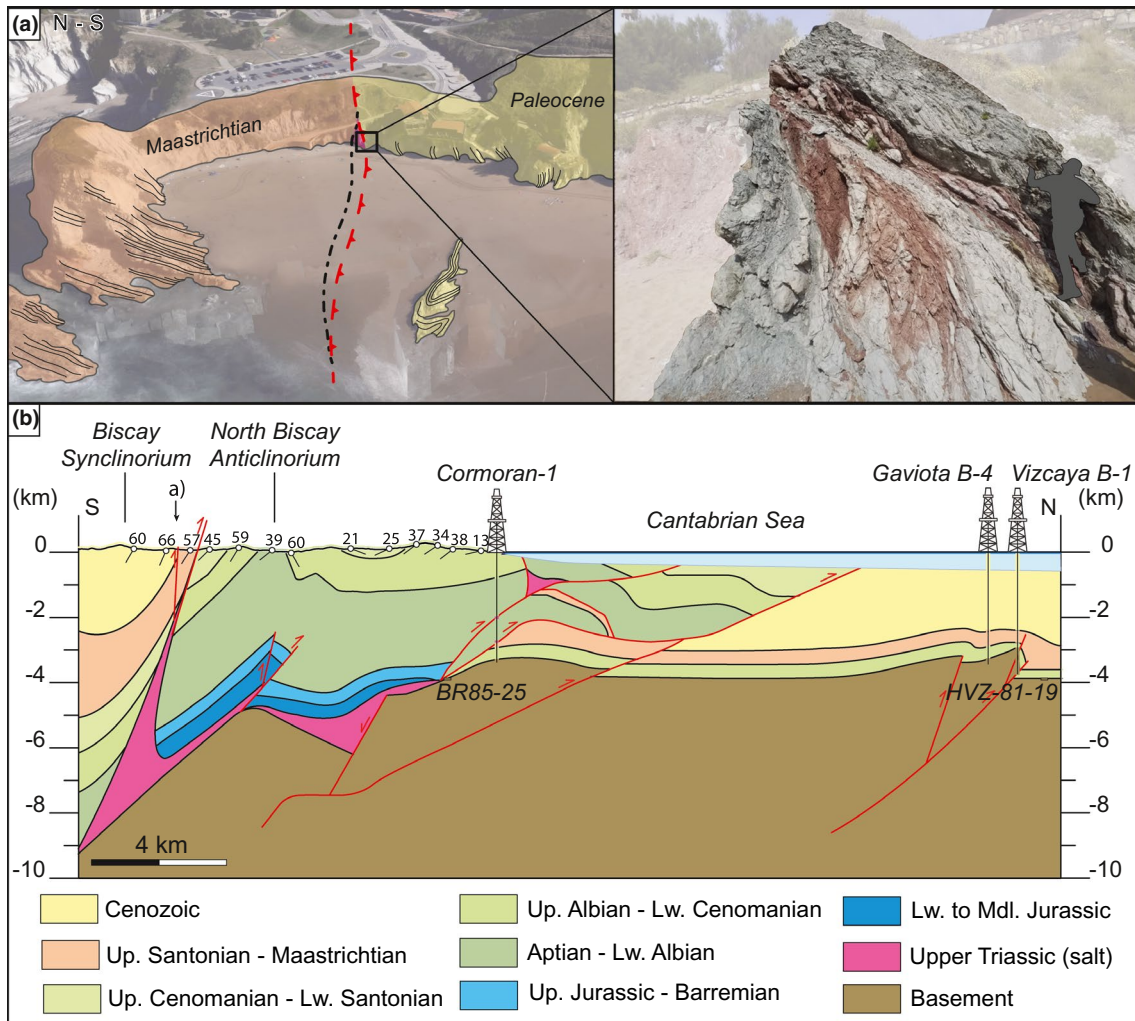 (a) N - S
Maastrichtian
Paleocene
(b)
Biscay
Synclinorium
North Biscay
Anticlinorium
Cormoran-1
Gaviota B-4
Vizcaya B-1
(km)
S
a)
Cantabrian Sea
N
(km)
60
66
57
45
59
39
60
21
25
37
34
38
13
0
-2
-4
-6
-8
-10
0
-2
-4
-6
-8
-10
BR85-25
HVZ-81-19
4 km
Cenozoic
Up. Santonian - Maastrichtian
Up. Cenomanian - Lw. Santonian
Up. Albian - Lw. Cenomanian
Aptian - Lw. Albian
Up. Jurassic - Barremian
Lw. to Mdl. Jurassic
Upper Triassic (salt)
Basement